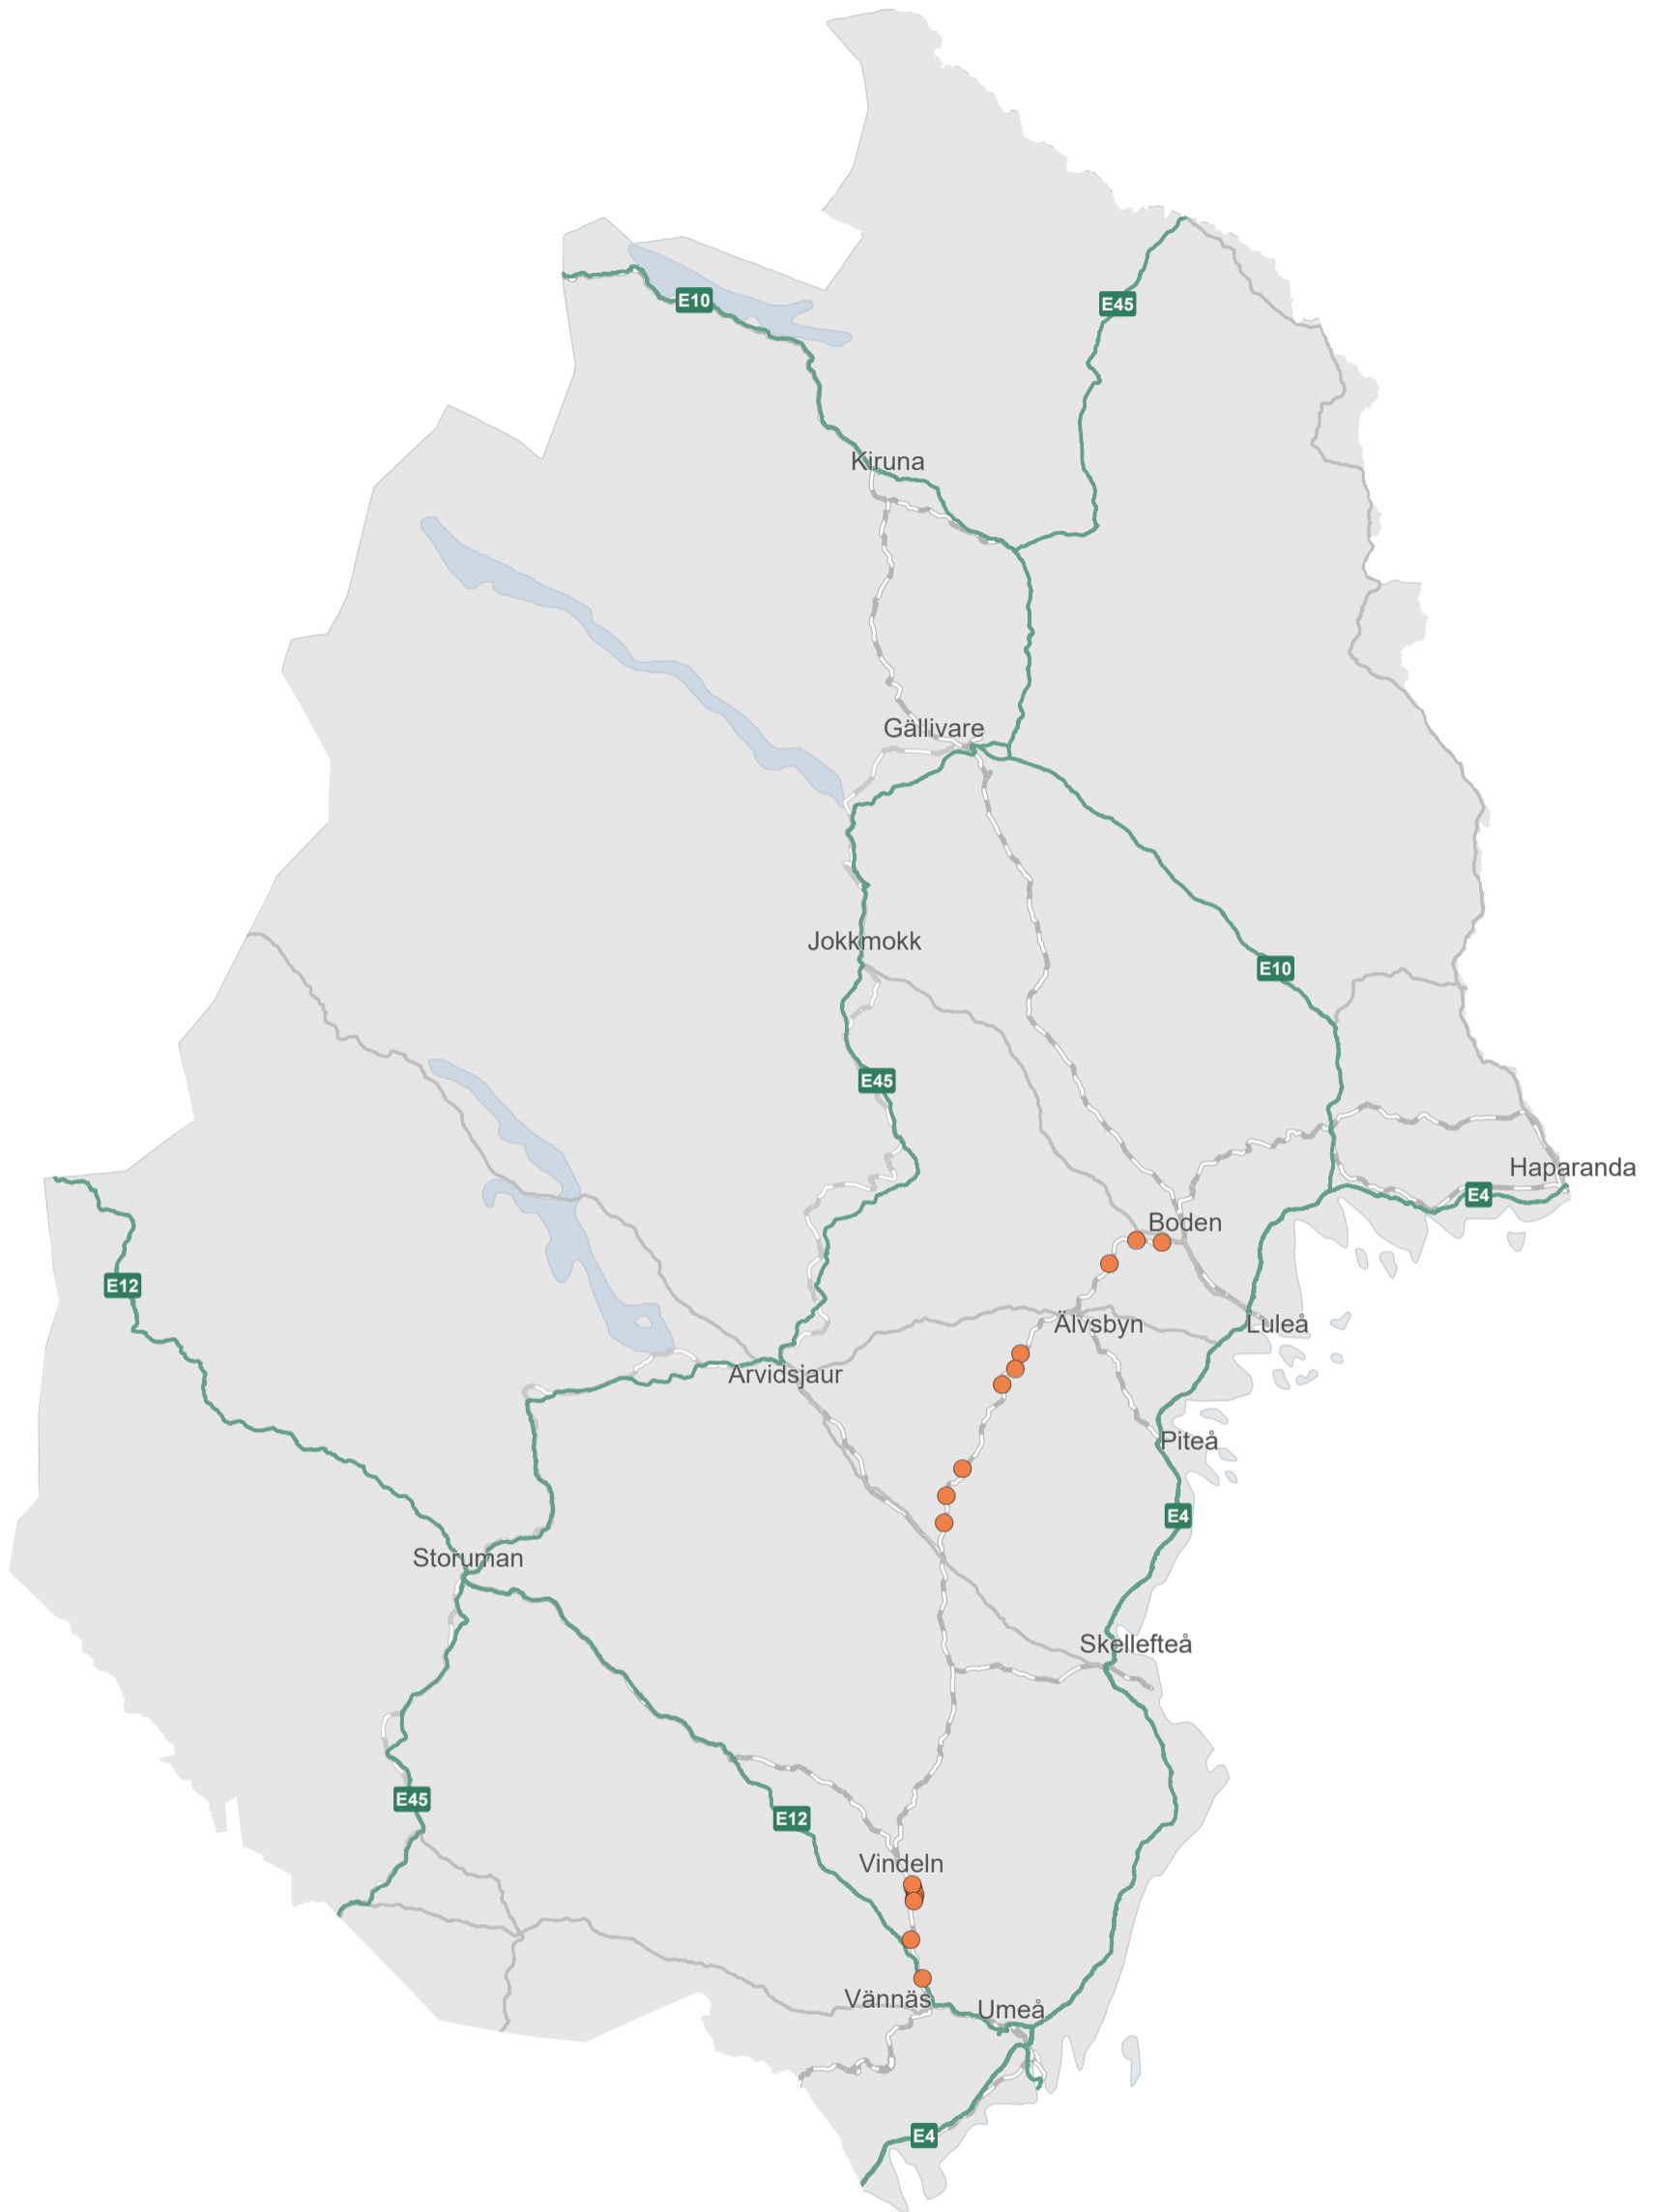 E10
E45
Kiruna
Gällivare
Jokkmokk
E10
E45
Haparanda
E4
Boden
E12
Älvsbyn
Luleå
Arvidsjaur
Piteå
E4
Storuman
Skellefteå
E45
E12
Vindeln
Vännäs
Umeå
E4